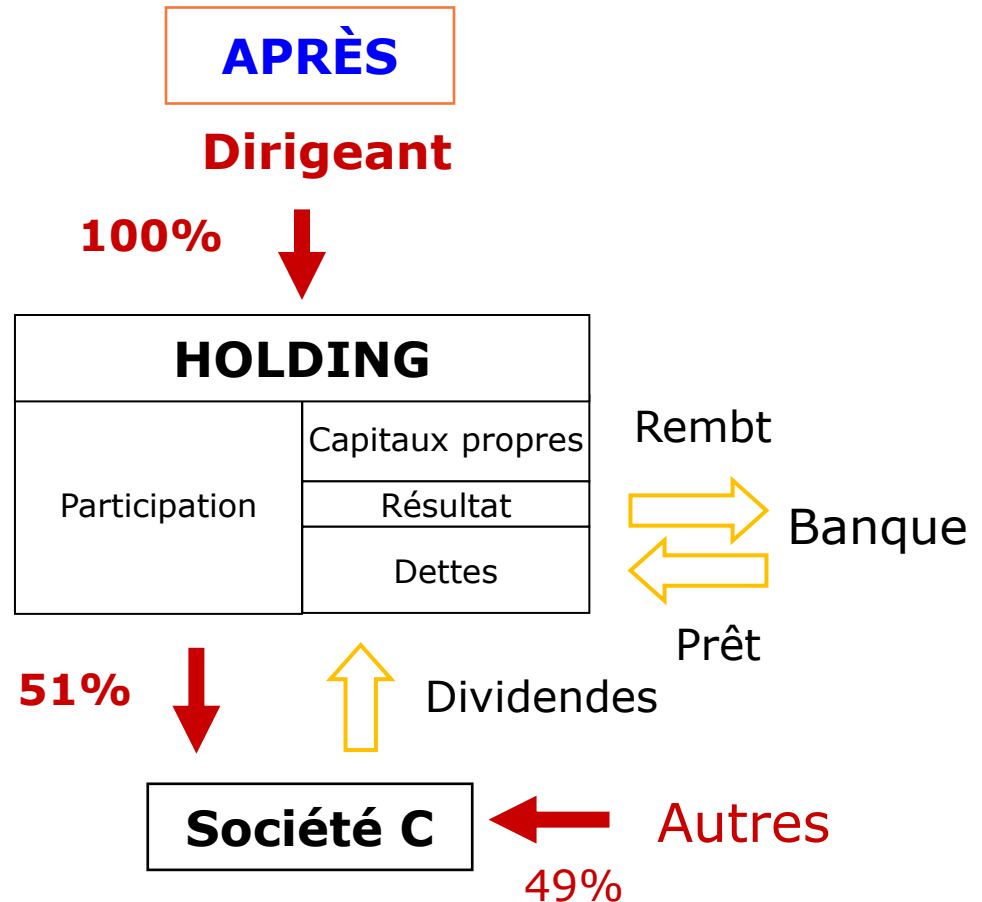 APRÈS
Dirigeant
100%
HOLDING
Participation
Capitaux propres
Résultat
Dettes
Rembt
Banque
Prêt
51%
Dividendes
Société C
Autres
49%